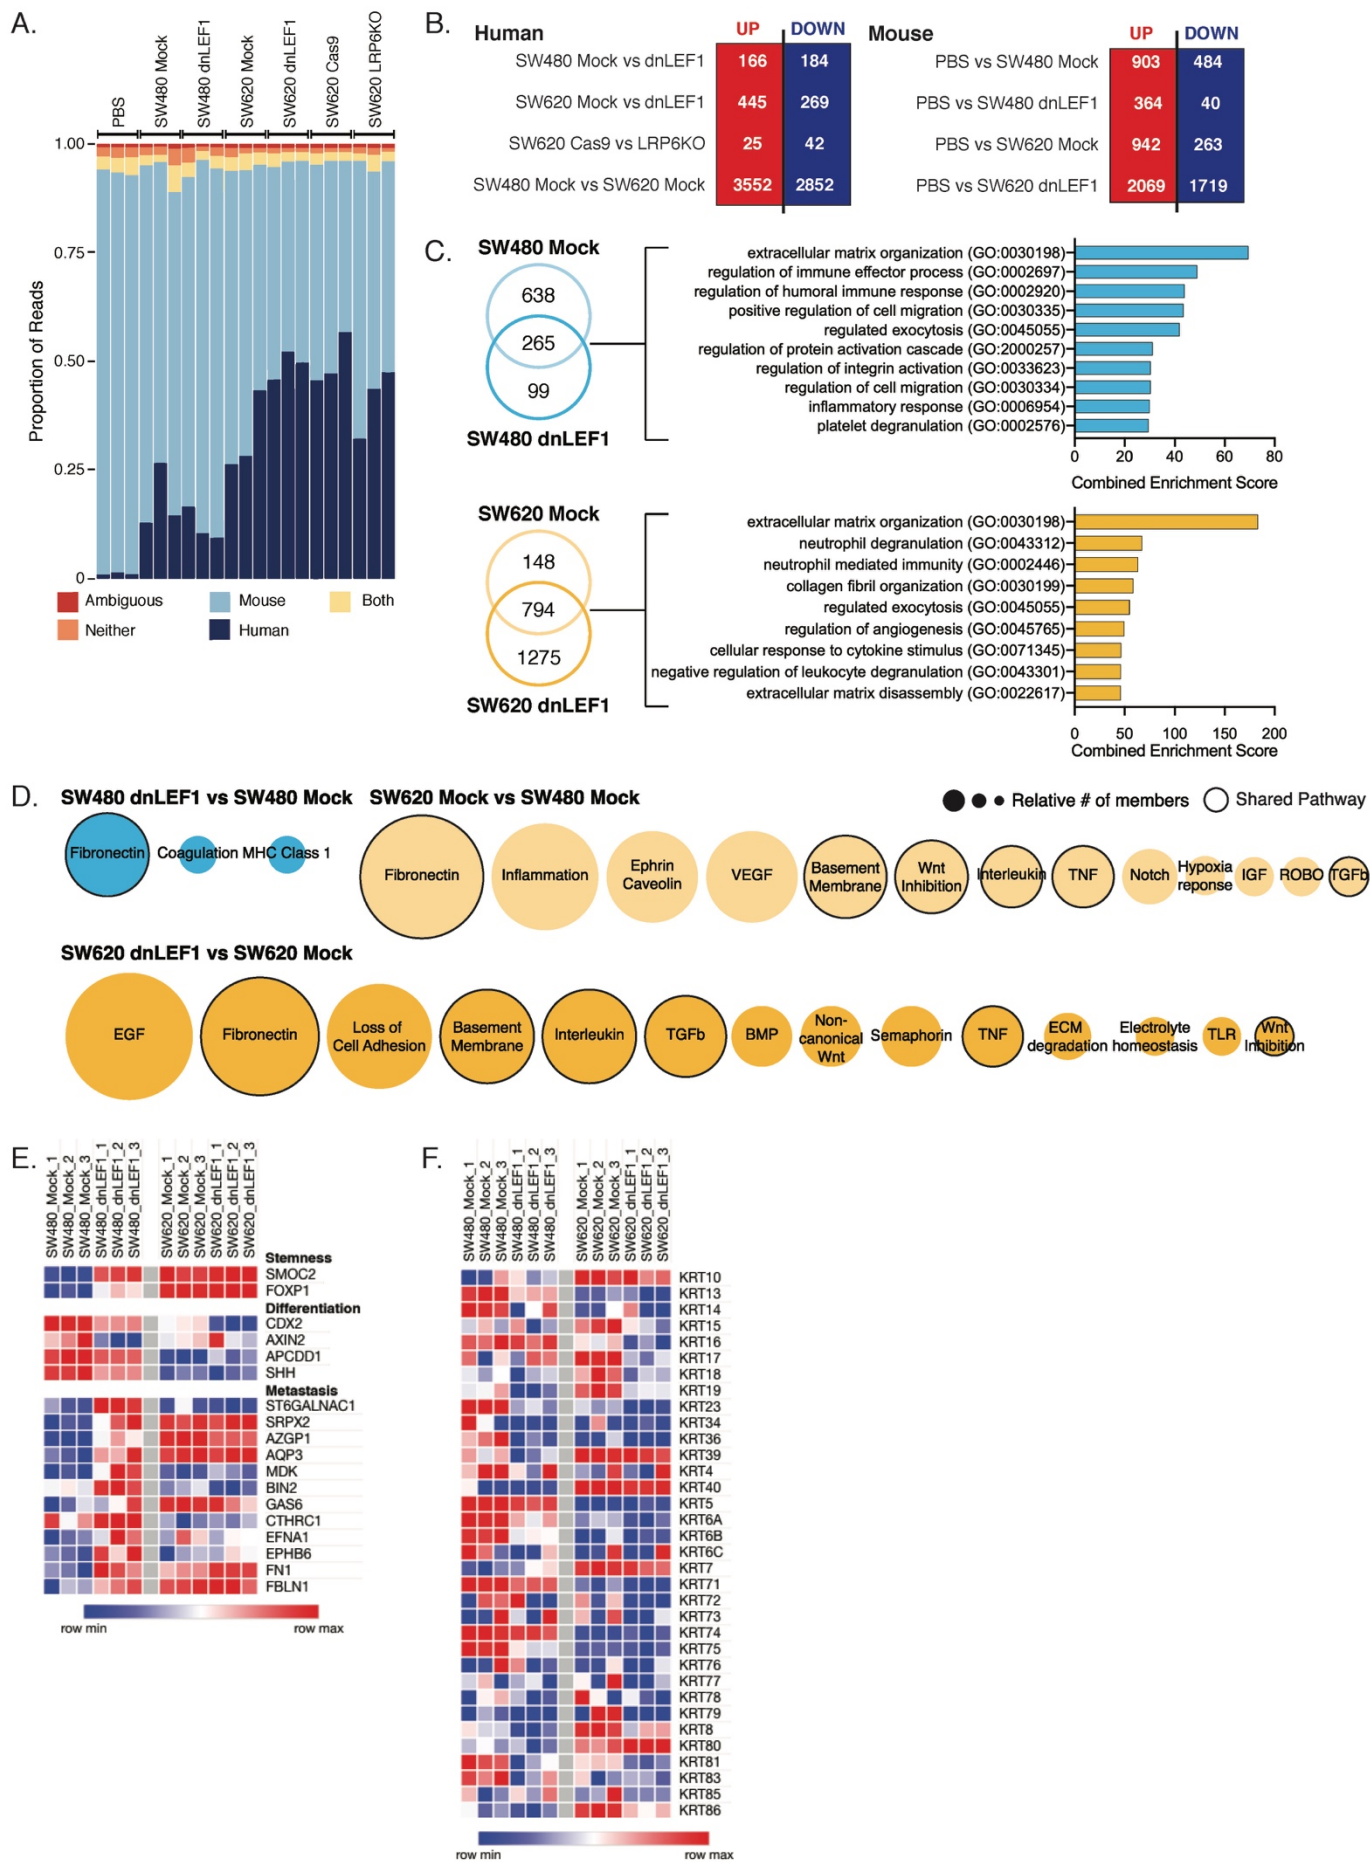 A.
PBS
SW480 Mock
SW480 dnLEF1
SW620 Mock
SW620 dnLEF1
SW620 Cas9
SW620 LRP6KO
Proportion of Reads
1.00
0.75
0.50
0.25
0
Ambiguous
Mouse
Both
Neither
Human
B.
Human
UP
DOWN
SW480 Mock vs dnLEF1 166 184
SW620 Mock vs dnLEF1 445 269
SW620 Cas9 vs LRP6KO 25 42
SW480 Mock vs SW620 Mock 3552 2852
Mouse
UP
DOWN
PBS vs SW480 Mock 903 484
PBS vs SW480 dnLEF1 364 40
PBS vs SW620 Mock 942 263
PBS vs SW620 dnLEF1 2069 1719
C.
SW480 Mock
638
265
99
SW480 dnLEF1
extracellular matrix organization (GO:0030198)
regulation of immune effector process (GO:0002697)
regulation of humoral immune response (GO:0002920)
positive regulation of cell migration (GO:0030335)
regulated exocytosis (GO:0045055)
regulation of protein activation cascade (GO:2000257)
regulation of integrin activation (GO:0033623)
regulation of cell migration (GO:0030334)
inflammatory response (GO:0006954)
platelet degranulation (GO:0002576)
0 20 40 60 80
Combined Enrichment Score
SW620 Mock
148
794
1275
SW620 dnLEF1
extracellular matrix organization (GO:0030198)
neutrophil degranulation (GO:0043312)
neutrophil mediated immunity (GO:0002446)
collagen fibril organization (GO:0030199)
regulated exocytosis (GO:0045055)
regulation of angiogenesis (GO:0045765)
cellular response to cytokine stimulus (GO:0071345)
negative regulation of leukocyte degranulation (GO:0043301)
extracellular matrix disassembly (GO:0022617)
0 50 100 150 200
Combined Enrichment Score
D.
SW480 dnLEF1 vs SW480 Mock
SW620 Mock vs SW480 Mock
Relative # of members
Shared Pathway
Fibronectin
Coagulation
MHC Class 1
Fibronectin
Inflammation
Ephrin
Caveolin
VEGF
Basement
Membrane
Wnt
Inhibition
Interleukin
TNF
Notch
Hypoxia
reponse
IGF
ROBO
TGFb
SW620 dnLEF1 vs SW620 Mock
EGF
Fibronectin
Loss of
Cell Adhesion
Basement
Membrane
Interleukin
TGFb
BMP
Non-
canonical
Wnt
Semaphorin
TNF
ECM
degradation
Electrolyte
homeostasis
TLR
Wnt
Inhibition
E.
SW480_Mock_1
SW480_Mock_2
SW480_Mock_3
SW480_dnLEF1_1
SW480_dnLEF1_2
SW480_dnLEF1_3
SW620_Mock_1
SW620_Mock_2
SW620_Mock_3
SW620_dnLEF1_1
SW620_dnLEF1_2
SW620_dnLEF1_3
Stemness
SMOC2
FOXP1
Differentiation
CDX2
AXIN2
APCDD1
SHH
Metastasis
ST6GALNAC1
SRPX2
AZGP1
AQP3
MDK
BIN2
GAS6
CTHRC1
EFNA1
EPHB6
FN1
FBLN1
row min
row max
F.
SW480_Mock_1
SW480_Mock_2
SW480_Mock_3
SW480_dnLEF1_1
SW480_dnLEF1_2
SW480_dnLEF1_3
SW620_Mock_1
SW620_Mock_2
SW620_Mock_3
SW620_dnLEF1_1
SW620_dnLEF1_2
SW620_dnLEF1_3
KRT10
KRT13
KRT14
KRT15
KRT16
KRT17
KRT18
KRT19
KRT23
KRT34
KRT36
KRT39
KRT4
KRT40
KRT5
KRT6A
KRT6B
KRT6C
KRT7
KRT71
KRT72
KRT73
KRT74
KRT75
KRT76
KRT77
KRT78
KRT79
KRT8
KRT80
KRT81
KRT83
KRT85
KRT86
row min
row max